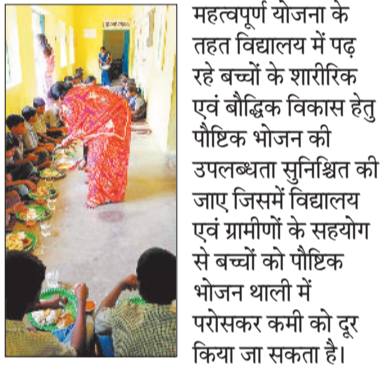 महत्वपूर्ण योजना के
तहत विद्यालय में पढ़
रहे बच्चों के शारीरिक
एवं बौद्धिक विकास हेतु
पौष्टिक भोजन की
उपलब्धता सुनिश्चित की
जाए जिसमें विद्यालय
एवं ग्रामीणों के सहयोग
से बच्चों को पौष्टिक
भोजन थाली में
परोसकर कमी को दूर
किया जा सकता है।